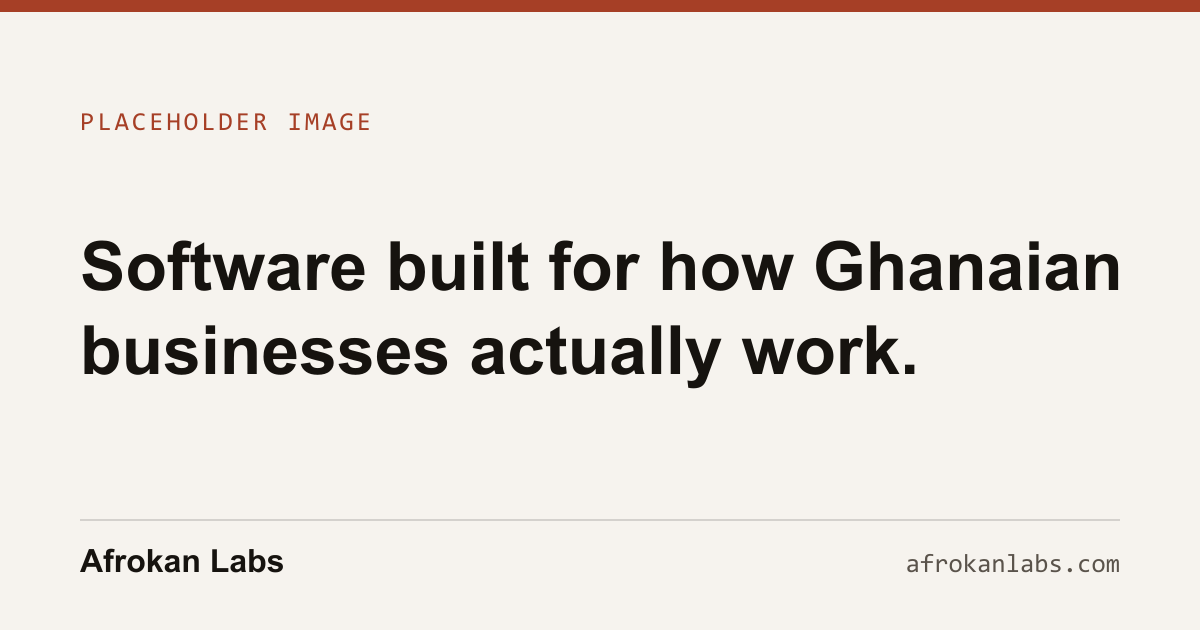 PLACEHOLDER IMAGE
Software built for how Ghanaian
businesses actually work.
Afrokan Labs
afrokanlabs.com